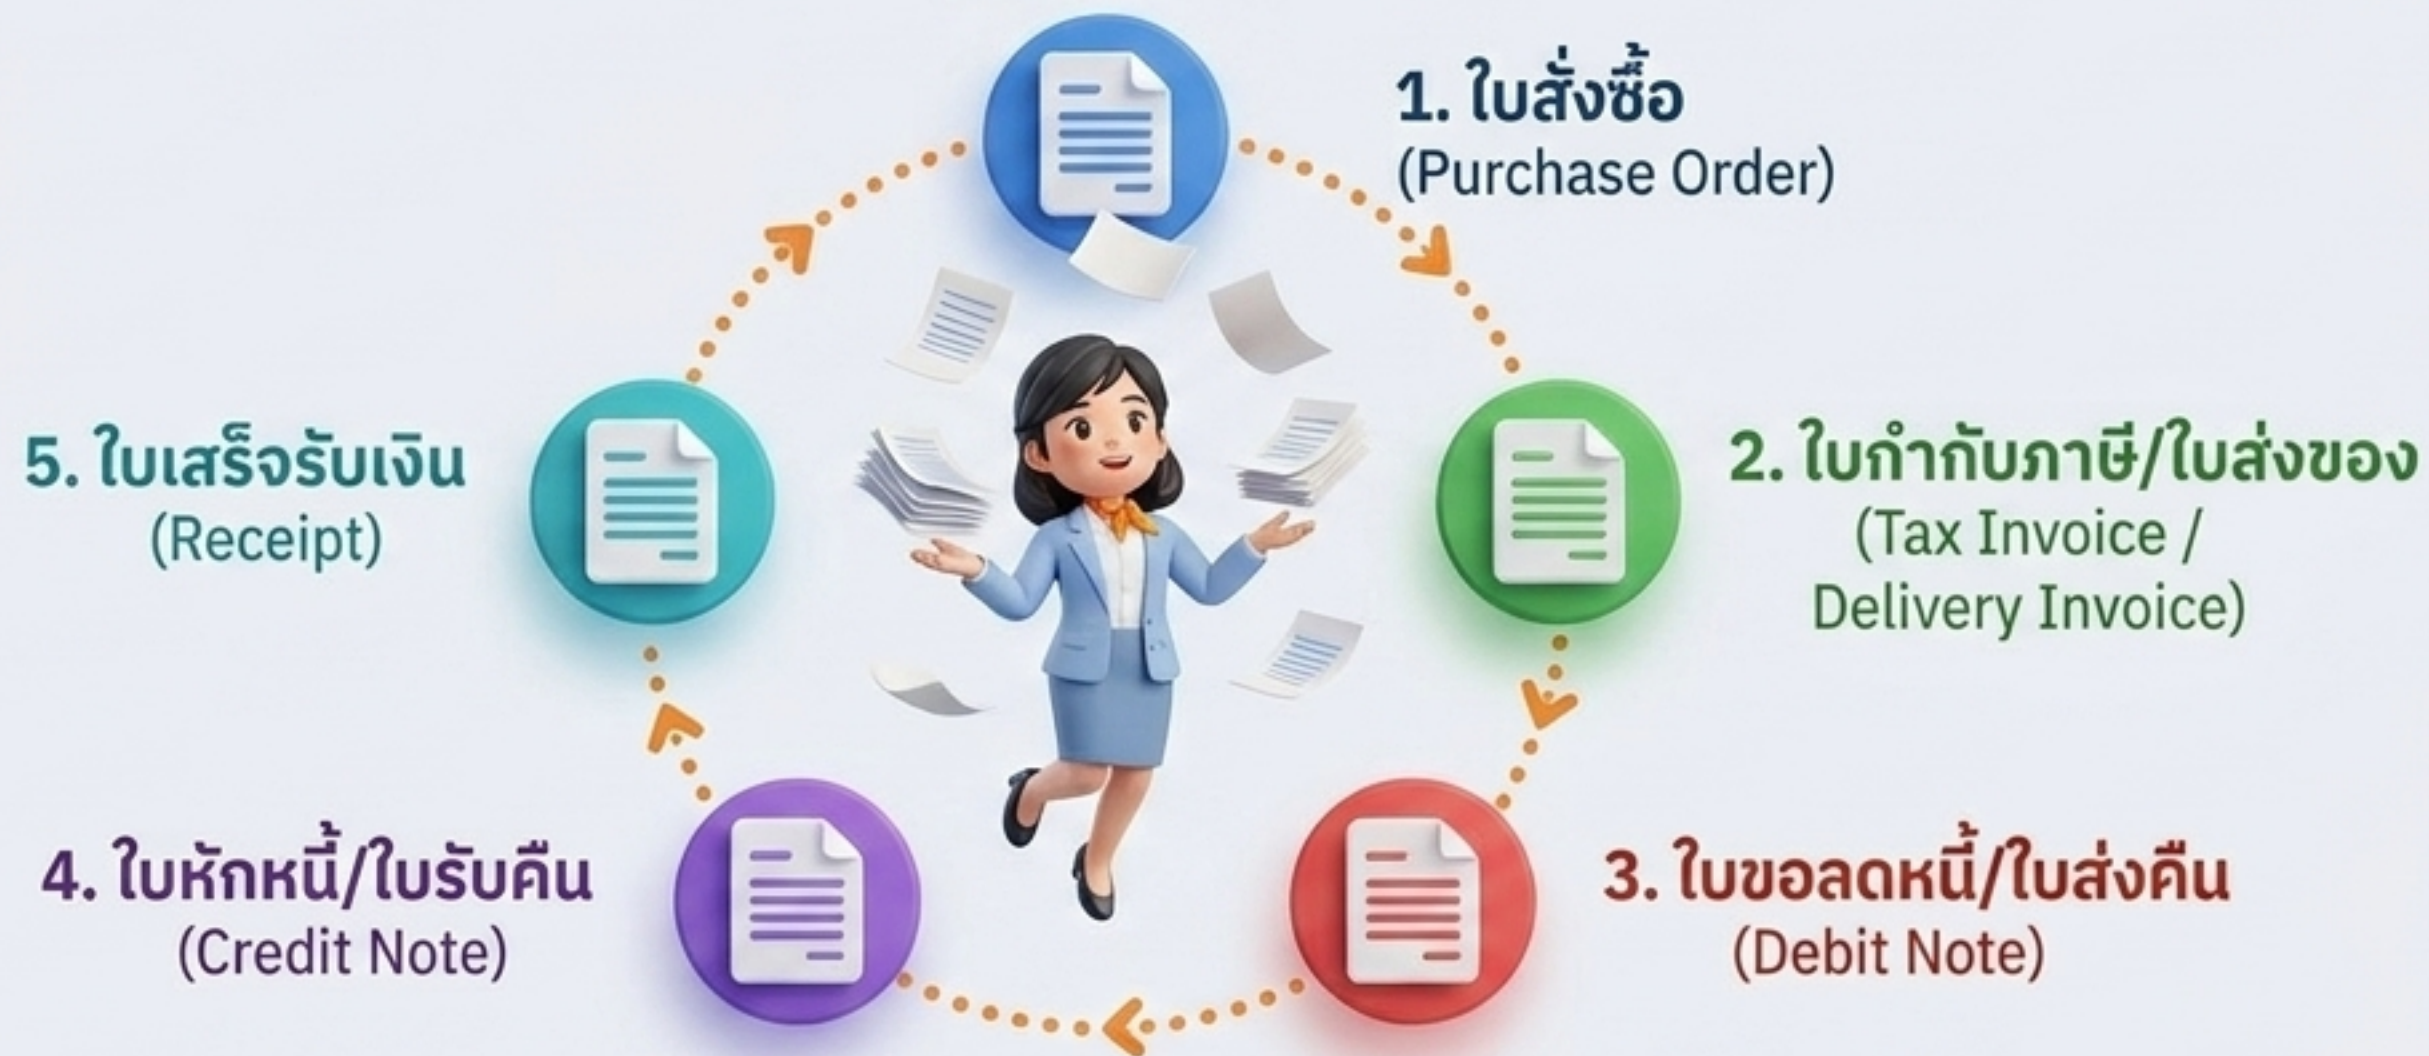 1. ใบสั่งซื้อ
(Purchase Order)
2. ใบกำกับภาษี/ใบส่งของ
(Tax Invoice /
Delivery Invoice)
3. ใบขอลดหนี้/ใบส่งคืน
(Debit Note)
4. ใบหักหนี้/ใบรับคืน
(Credit Note)
5. ใบเสร็จรับเงิน
(Receipt)